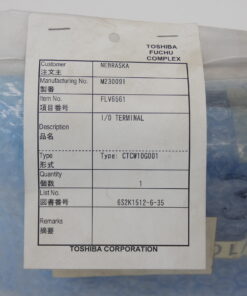 TOSHIBA
FUCHU
COMPLEX
Customer NEBRASKA
注文主
Manufacturing No. M230091
製番
Item No. FLV6561
項目番号
I/O TERMINAL
Description
品名
Type Type: CTCW10G001
形式
Quantity
個数 1
List No.
図書番号 6S2K1512-6-35
Remarks
摘要
TOSHIBA CORPORATION